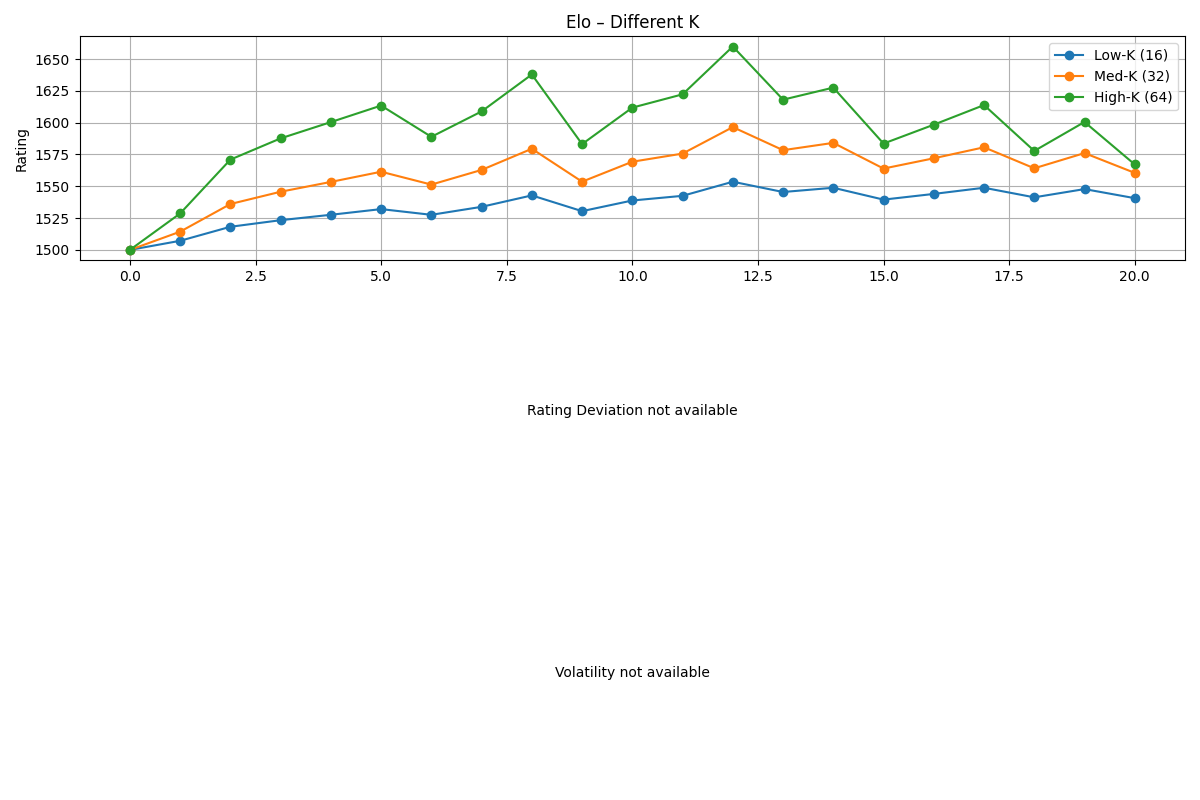 Elo – Different K
Rating
1650
1625
1600
1575
1550
1525
1500
0.0 2.5 5.0 7.5 10.0 12.5 15.0 17.5 20.0
Low-K (16)
Med-K (32)
High-K (64)
Rating Deviation not available
Volatility not available